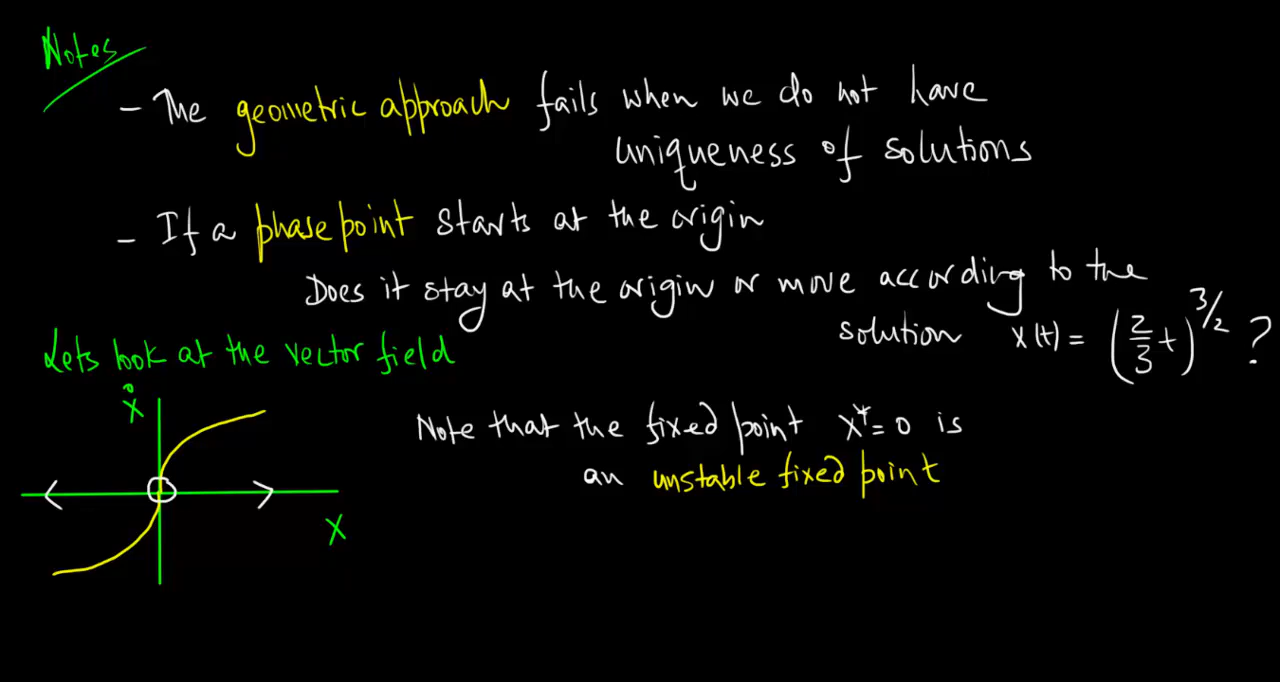 Notes
- The geometric approach fails when we do not have
uniqueness of solutions
- If a phase point starts at the origin
Does it stay at the origin or move according to the
solution x(t) = (2/3 t)^3/2 ?
Lets look at the vector field
ẋ
Note that the fixed point x* = 0 is
an unstable fixed point
X